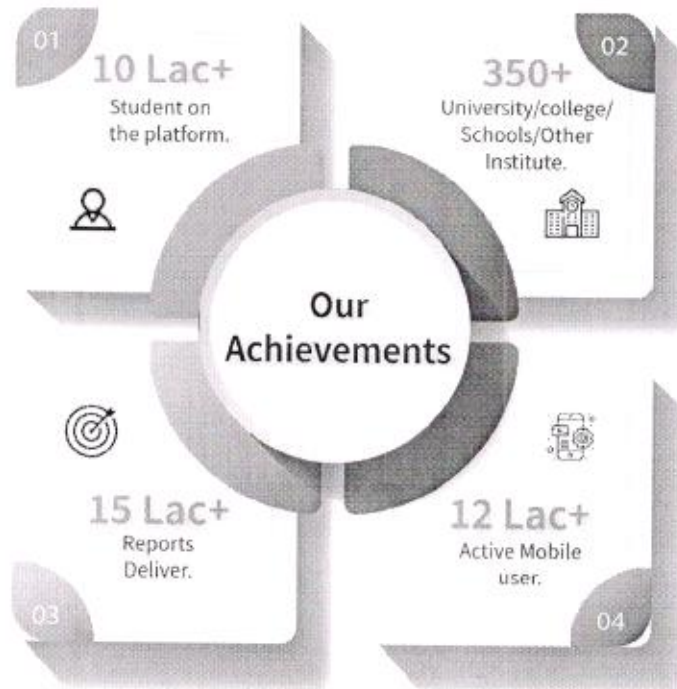 01
10 Lac+
Student on
the platform.
02
350+
University/college/
Schools/Other
Institute.
Our
Achievements
15 Lac+
Reports
Deliver.
03
12 Lac+
Active Mobile
user.
04